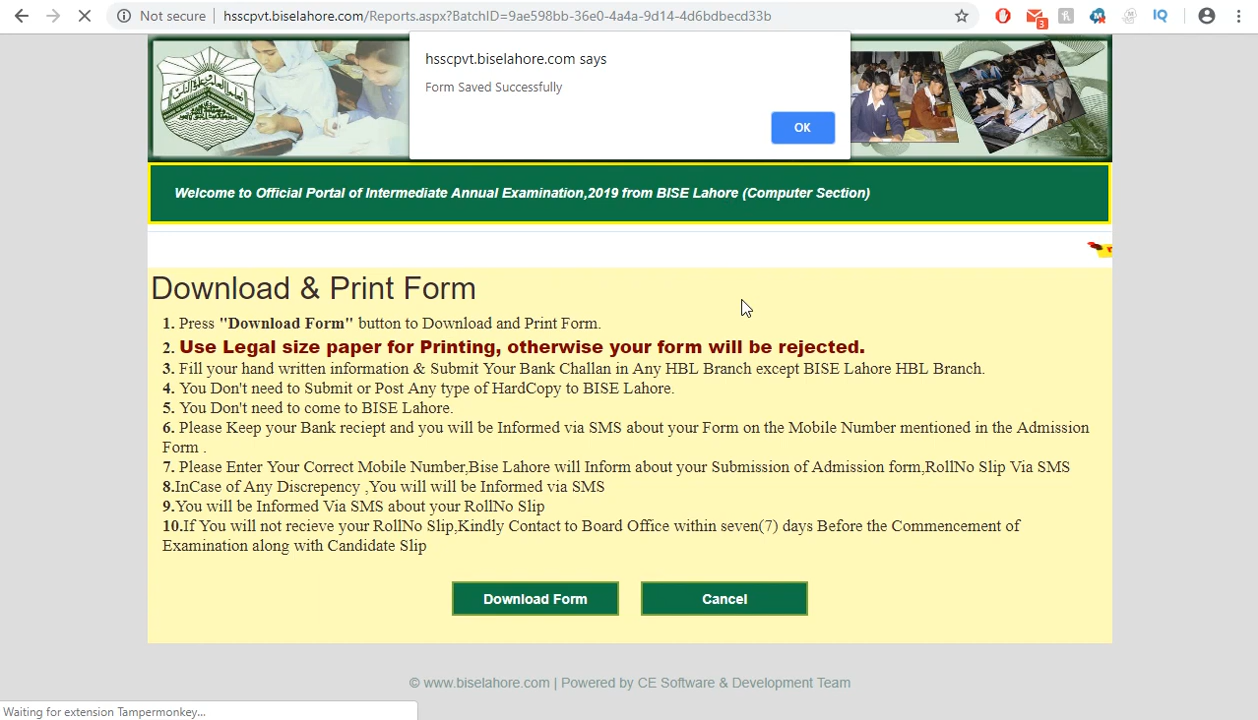 Not secure | hsscpvt.biselahore.com/Reports.aspx?BatchID=9ae598bb-36e0-4a4a-9d14-4d6bdbecd33b
3
IQ
hsscpvt.biselahore.com says
Form Saved Successfully
OK
Welcome to Official Portal of Intermediate Annual Examination,2019 from BISE Lahore (Computer Section)
Download & Print Form
1. Press "Download Form" button to Download and Print Form.
2. Use Legal size paper for Printing, otherwise your form will be rejected.
3. Fill your hand written information & Submit Your Bank Challan in Any HBL Branch except BISE Lahore HBL Branch.
4. You Don't need to Submit or Post Any type of HardCopy to BISE Lahore.
5. You Don't need to come to BISE Lahore.
6. Please Keep your Bank reciept and you will be Informed via SMS about your Form on the Mobile Number mentioned in the Admission
Form .
7. Please Enter Your Correct Mobile Number,Bise Lahore will Inform about your Submission of Admission form,RollNo Slip Via SMS
8.InCase of Any Discrepency ,You will will be Informed via SMS
9.You will be Informed Via SMS about your RollNo Slip
10.If You will not recieve your RollNo Slip,Kindly Contact to Board Office within seven(7) days Before the Commencement of
Examination along with Candidate Slip
Download Form
Cancel
© www.biselahore.com | Powered by CE Software & Development Team
Waiting for extension Tampermonkey...